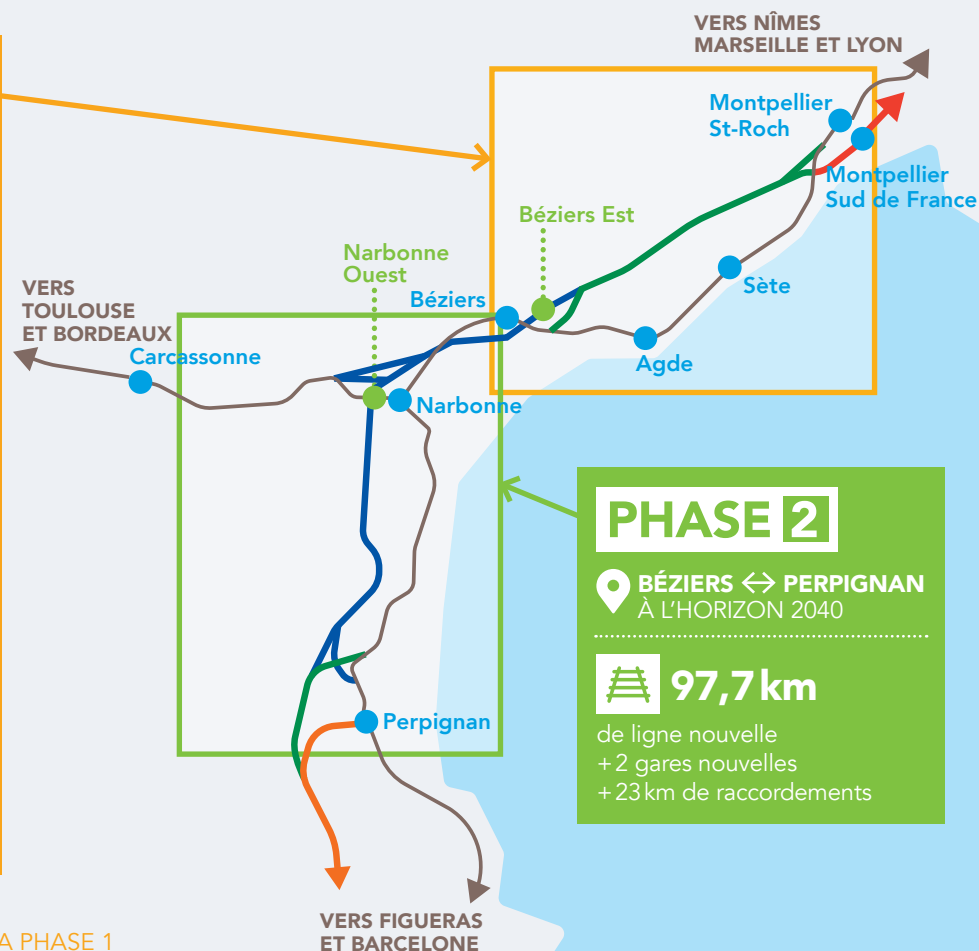 VERS NÎMES
MARSEILLE ET LYON
Montpellier
St-Roch
Montpellier
Sud de France
Béziers Est
Narbonne
Ouest
Sète
VERS
TOULOUSE
ET BORDEAUX
Béziers
Carcassonne
Agde
Narbonne
PHASE 2
BÉZIERS ↔ PERPIGNAN
À L'HORIZON 2040
97,7 km
de ligne nouvelle
+2 gares nouvelles
+23 km de raccordements
Perpignan
VERS FIGUERAS
ET BARCELONE
A PHASE 1